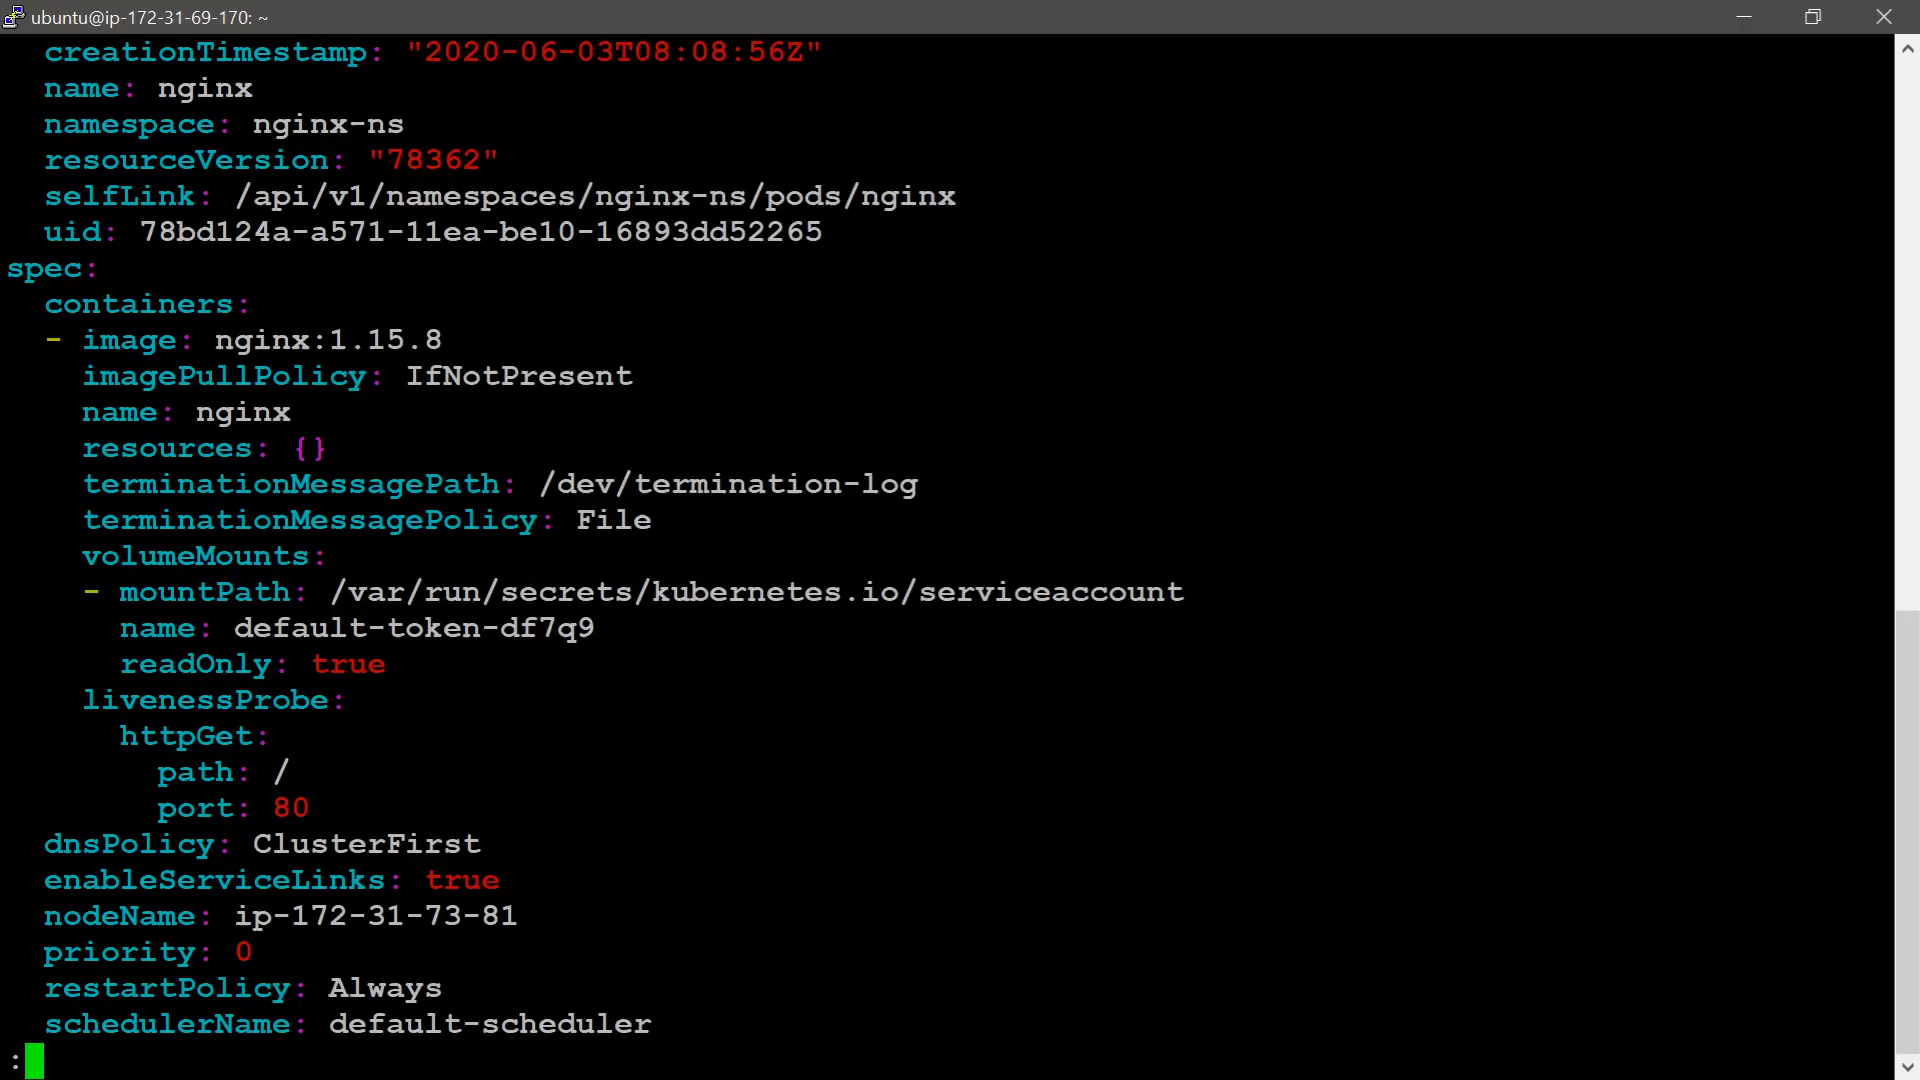 ubuntu@ip-172-31-69-170: ~
  creationTimestamp: "2020-06-03T08:08:56Z"
  name: nginx
  namespace: nginx-ns
  resourceVersion: "78362"
  selfLink: /api/v1/namespaces/nginx-ns/pods/nginx
  uid: 78bd124a-a571-11ea-be10-16893dd52265
spec:
  containers:
  - image: nginx:1.15.8
    imagePullPolicy: IfNotPresent
    name: nginx
    resources: {}
    terminationMessagePath: /dev/termination-log
    terminationMessagePolicy: File
    volumeMounts:
    - mountPath: /var/run/secrets/kubernetes.io/serviceaccount
      name: default-token-df7q9
      readOnly: true
    livenessProbe:
      httpGet:
        path: /
        port: 80
  dnsPolicy: ClusterFirst
  enableServiceLinks: true
  nodeName: ip-172-31-73-81
  priority: 0
  restartPolicy: Always
  schedulerName: default-scheduler
: